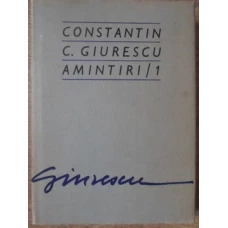 CONSTANTIN
C. GIURESCU
AMINTIRI/1
Giurescu